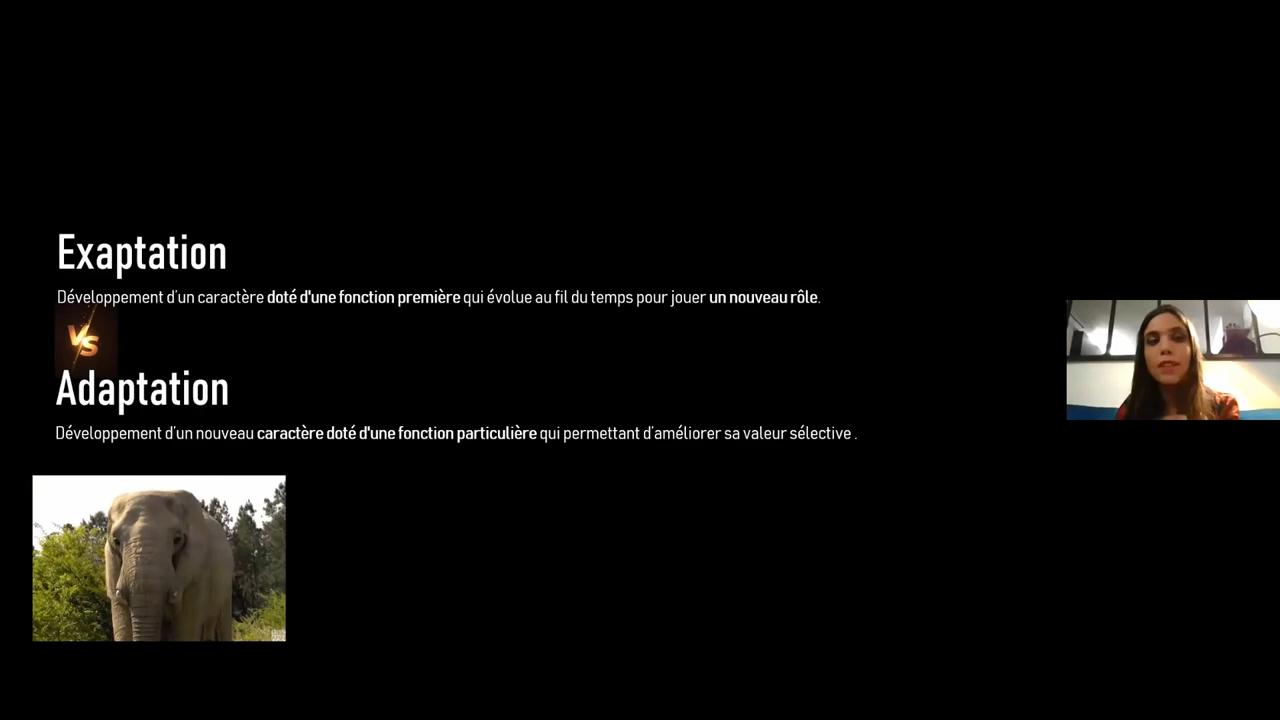 Exaptation
Développement d'un caractère doté d'une fonction première qui évolue au fil du temps pour jouer un nouveau rôle.
VS
Adaptation
Développement d'un nouveau caractère doté d'une fonction particulière qui permettant d'améliorer sa valeur sélective .